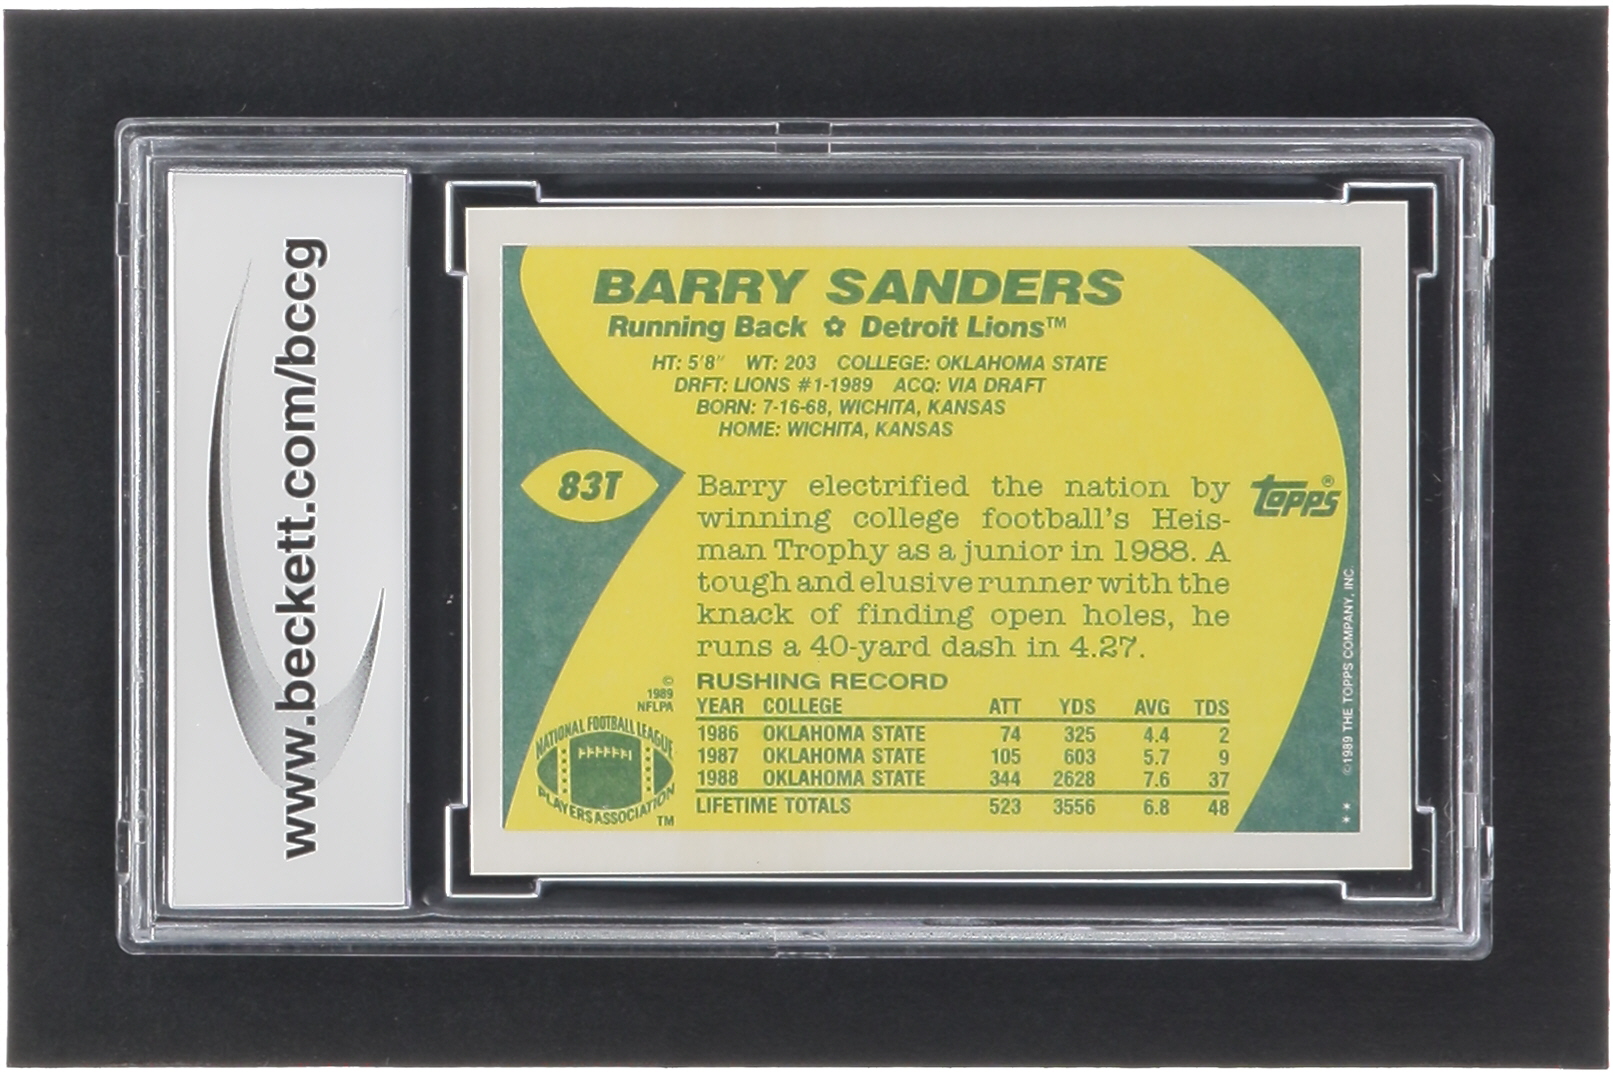 www.beckett.com/bccg
BARRY SANDERS
Running Back ✿ Detroit Lions™
HT: 5'8" WT: 203 COLLEGE: OKLAHOMA STATE
DRFT: LIONS #1-1989 ACQ: VIA DRAFT
BORN: 7-16-68, WICHITA, KANSAS
HOME: WICHITA, KANSAS
83T
Barry electrified the nation by
winning college football's Heis-
man Trophy as a junior in 1988. A
tough and elusive runner with the
knack of finding open holes, he
runs a 40-yard dash in 4.27.
topps®
RUSHING RECORD
YEAR COLLEGE ATT YDS AVG TDS
1986 OKLAHOMA STATE 74 325 4.4 2
1987 OKLAHOMA STATE 105 603 5.7 9
1988 OKLAHOMA STATE 344 2628 7.6 37
LIFETIME TOTALS 523 3556 6.8 48
©
1989
NFLPA
NATIONAL FOOTBALL LEAGUE
PLAYERS ASSOCIATION
TM
* * ©1989 THE TOPPS COMPANY, INC.